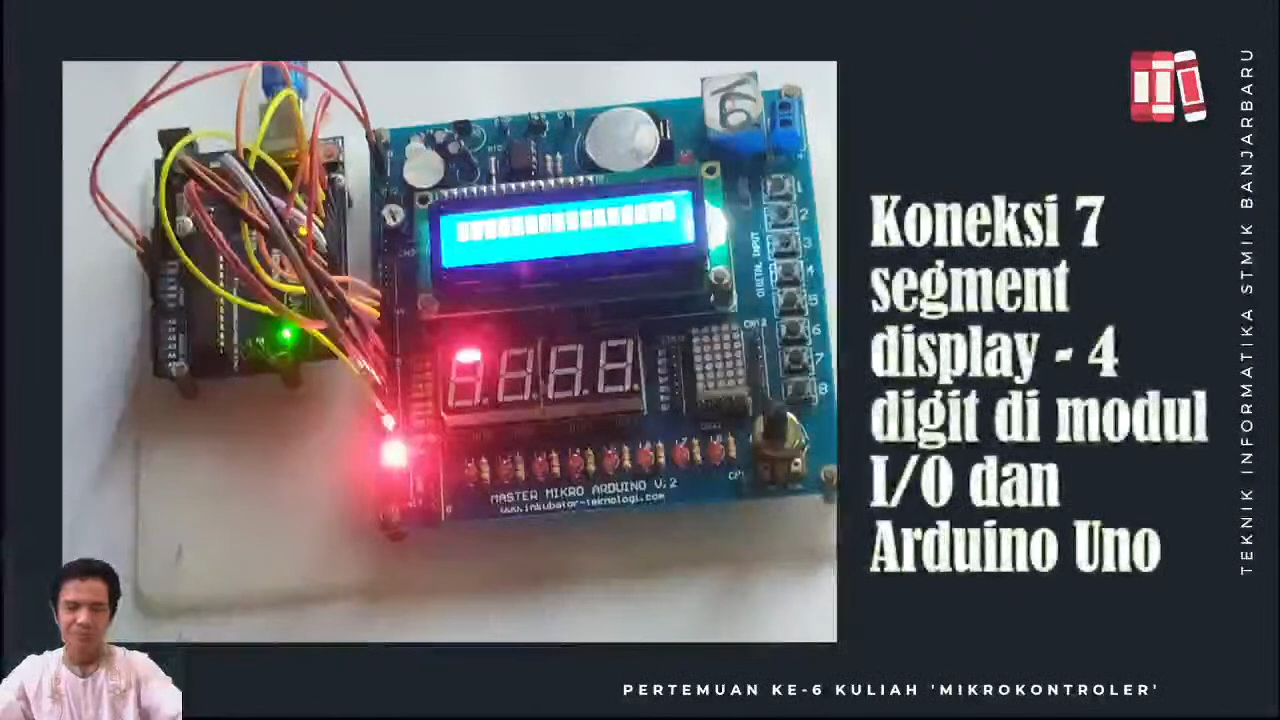 Koneksi 7
segment
display - 4
digit di modul
I/O dan
Arduino Uno
TEKNIK INFORMATIKA STMIK BANJARBARU
VGA
DIGITAL INPUT
1
2
3
4
5
6
7
8
MASTER MIKRO ARDUINO V.2
www.inkubator-teknologi.com
PERTEMUAN KE-6 KULIAH 'MIKROKONTROLER'